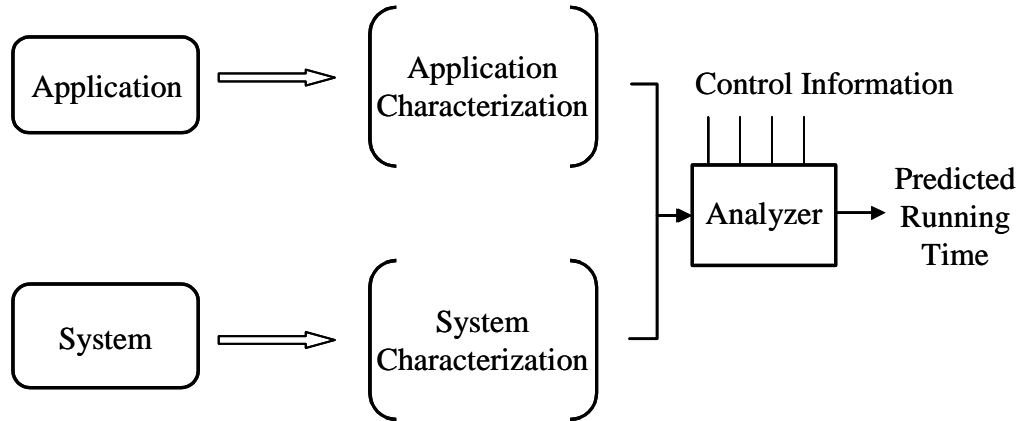 Application
Application
Characterization
Control Information
Analyzer
Predicted
Running
Time
System
System
Characterization